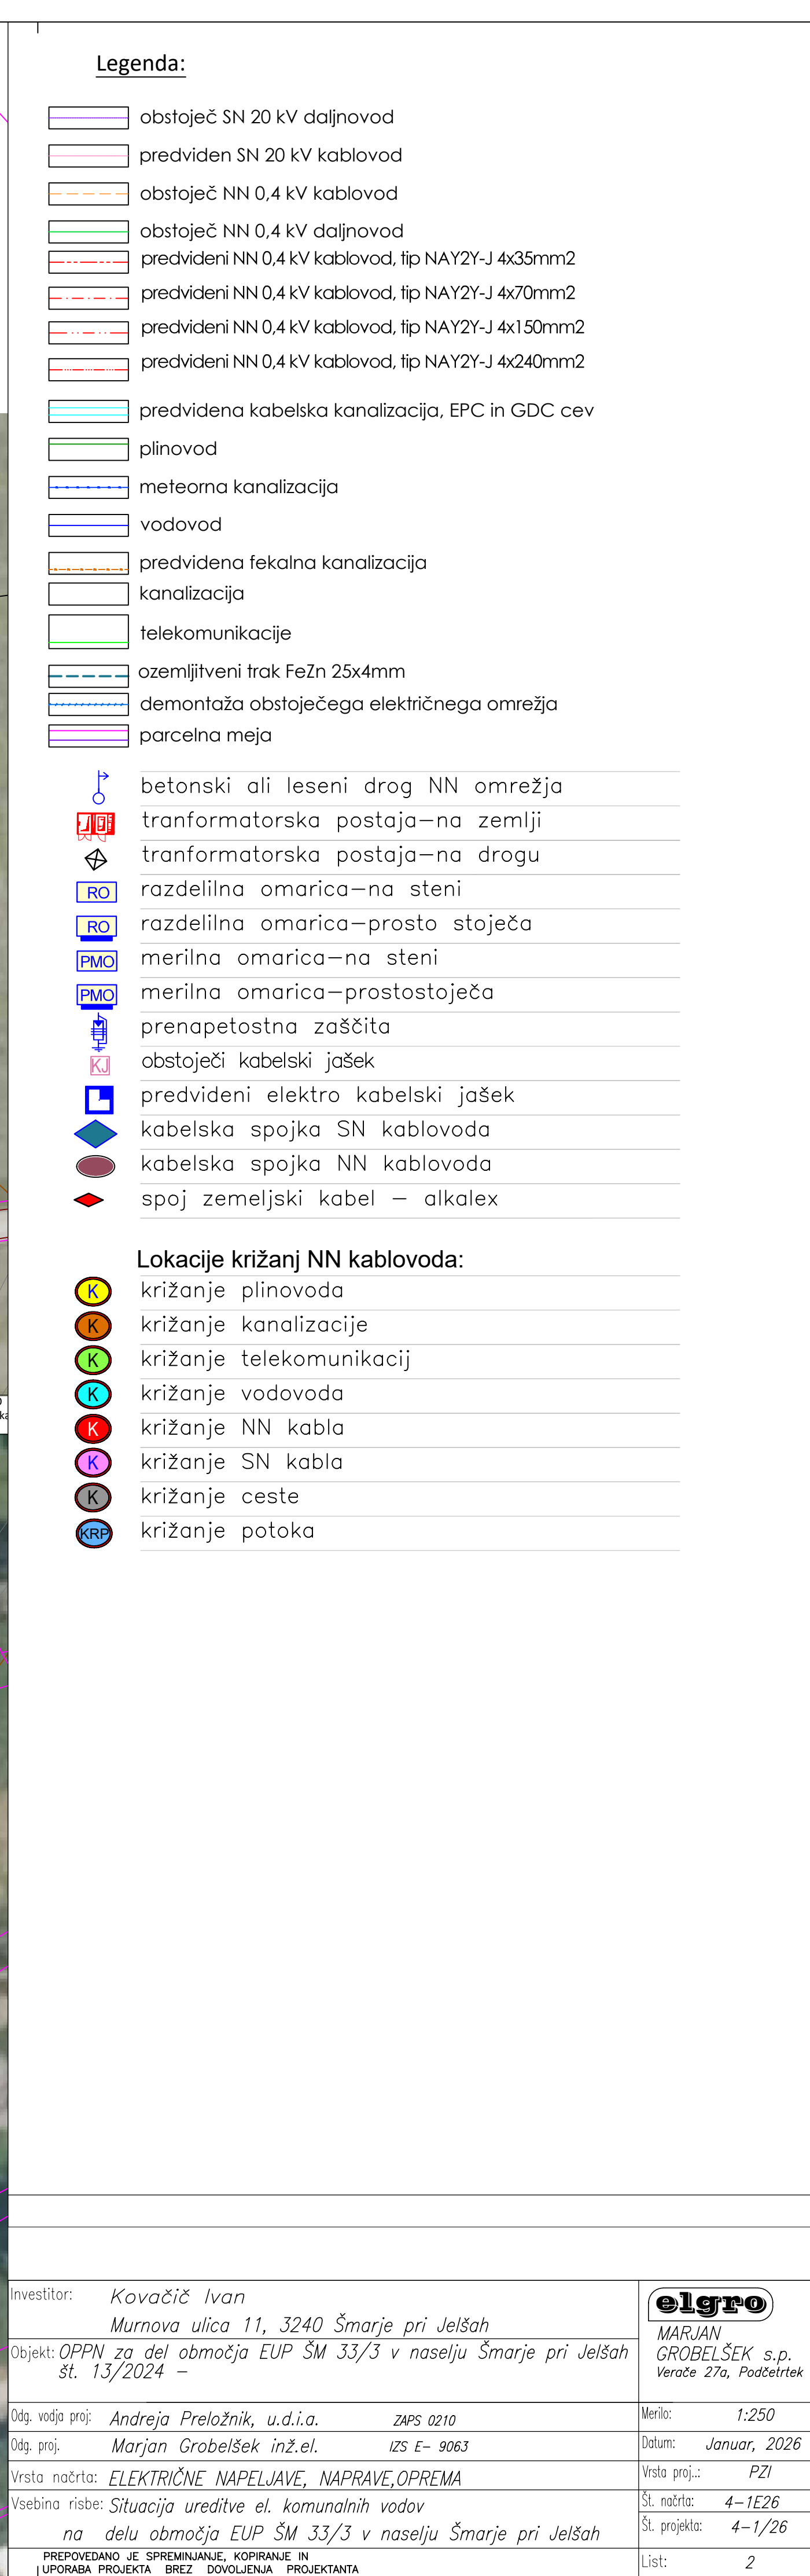 Legenda:
obstoječ SN 20 kV daljnovod
predviden SN 20 kV kablovod
obstoječ NN 0,4 kV kablovod
obstoječ NN 0,4 kV daljnovod
predvideni NN 0,4 kV kablovod, tip NAY2Y-J 4x35mm2
predvideni NN 0,4 kV kablovod, tip NAY2Y-J 4x70mm2
predvideni NN 0,4 kV kablovod, tip NAY2Y-J 4x150mm2
predvideni NN 0,4 kV kablovod, tip NAY2Y-J 4x240mm2
predvidena kabelska kanalizacija, EPC in GDC cev
plinovod
meteorna kanalizacija
vodovod
predvidena fekalna kanalizacija
kanalizacija
telekomunikacije
ozemljitveni trak FeZn 25x4mm
demontaža obstoječega električnega omrežja
parcelna meja
betonski ali leseni drog NN omrežja
tranformatorska postaja-na zemlji
tranformatorska postaja-na drogu
RO razdelilna omarica-na steni
RO razdelilna omarica-prosto stoječa
PMO merilna omarica-na steni
PMO merilna omarica-prostostoječa
prenapetostna zaščita
KJ obstoječi kabelski jašek
predvideni elektro kabelski jašek
kabelska spojka SN kablovoda
kabelska spojka NN kablovoda
spoj zemeljski kabel - alkalex
Lokacije križanj NN kablovoda:
K križanje plinovoda
K križanje kanalizacije
K križanje telekomunikacij
K križanje vodovoda
K križanje NN kabla
K križanje SN kabla
K križanje ceste
KRP križanje potoka
Investitor: Kovačič Ivan
Murnova ulica 11, 3240 Šmarje pri Jelšah
elgro
MARJAN
GROBELŠEK s.p.
Verače 27a, Podčetrtek
Objekt: OPPN za del območja EUP ŠM 33/3 v naselju Šmarje pri Jelšah
št. 13/2024 -
Odg. vodja proj: Andreja Preložnik, u.d.i.a. ZAPS 0210
Merilo: 1:250
Odg. proj. Marjan Grobelšek inž.el. IZS E- 9063
Datum: Januar, 2026
Vrsta načrta: ELEKTRIČNE NAPELJAVE, NAPRAVE,OPREMA
Vrsta proj..: PZI
Vsebina risbe: Situacija ureditve el. komunalnih vodov
na delu območja EUP ŠM 33/3 v naselju Šmarje pri Jelšah
Št. načrta: 4-1E26
Št. projekta: 4-1/26
PREPOVEDANO JE SPREMINJANJE, KOPIRANJE IN
UPORABA PROJEKTA BREZ DOVOLJENJA PROJEKTANTA
List: 2